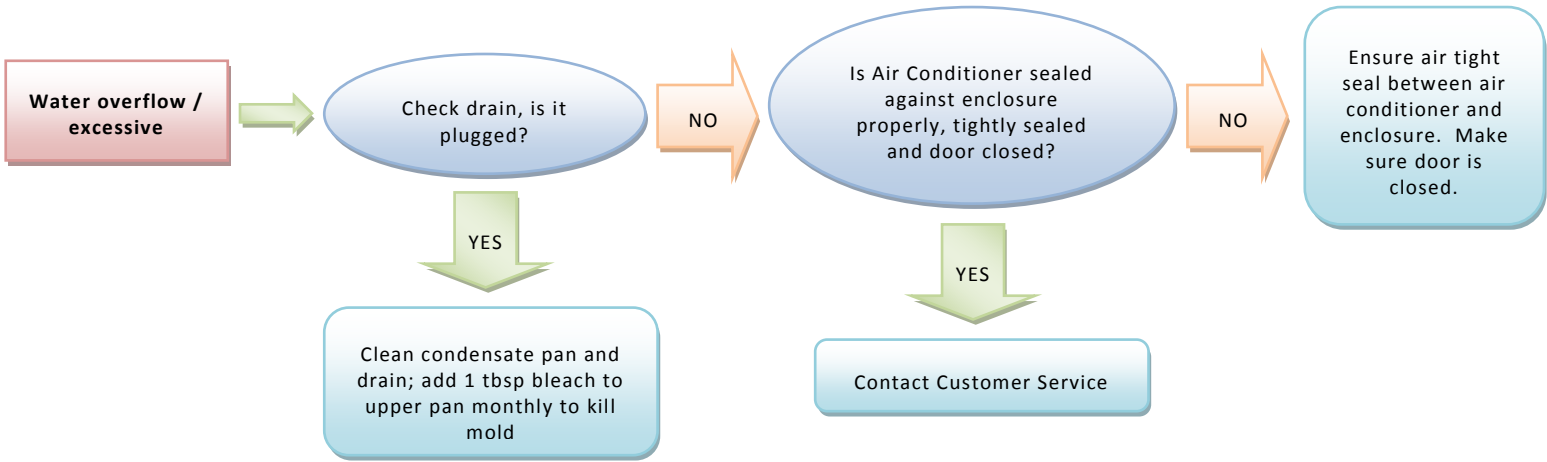 Water overflow /
excessive
Check drain, is it
plugged?
NO
Is Air Conditioner sealed
against enclosure
properly, tightly sealed
and door closed?
NO
Ensure air tight
seal between air
conditioner and
enclosure. Make
sure door is
closed.
YES
YES
Clean condensate pan and
drain; add 1 tbsp bleach to
upper pan monthly to kill
mold
Contact Customer Service